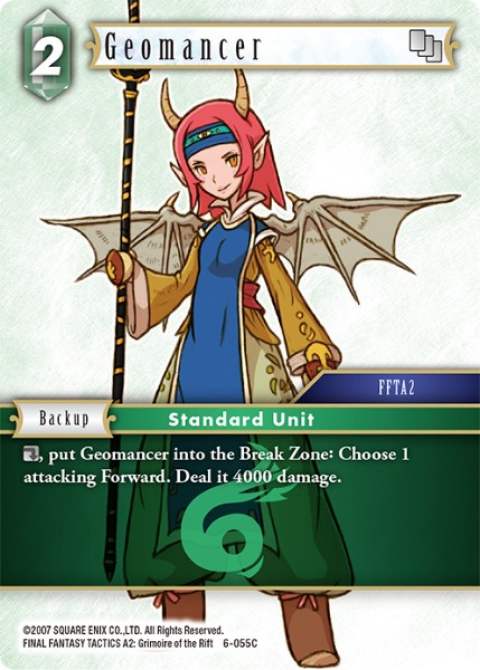 2
Geomancer
FFTA2
Backup
Standard Unit
, put Geomancer into the Break Zone: Choose 1
attacking Forward. Deal it 4000 damage.
6
©2007 SQUARE ENIX CO.,LTD. All Rights Reserved.
FINAL FANTASY TACTICS A2: Grimoire of the Rift 6-055C